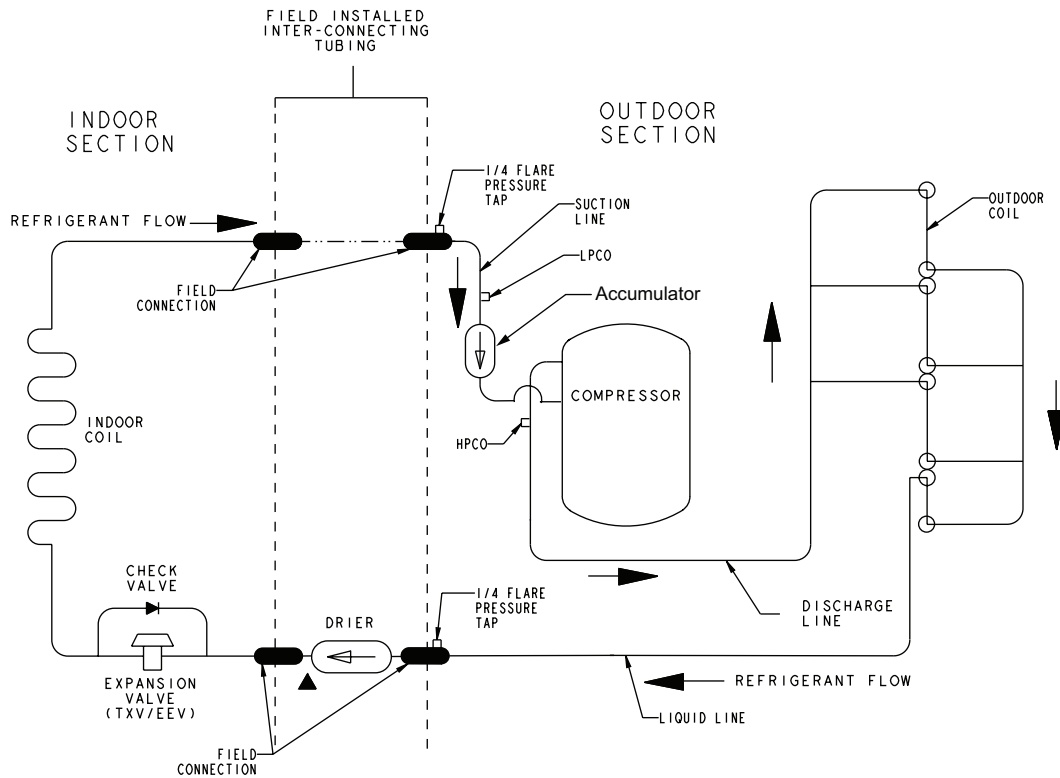 FIELD INSTALLED
INTER-CONNECTING
TUBING
INDOOR
SECTION
OUTDOOR
SECTION
1/4 FLARE
PRESSURE
TAP
SUCTION
LINE
OUTDOOR
COIL
REFRIGERANT FLOW
LPCO
FIELD
CONNECTION
Accumulator
COMPRESSOR
INDOOR
COIL
HPCO
CHECK
VALVE
DRIER
1/4 FLARE
PRESSURE
TAP
DISCHARGE
LINE
EXPANSION
VALVE
(TXV/EEV)
REFRIGERANT FLOW
LIQUID LINE
FIELD
CONNECTION